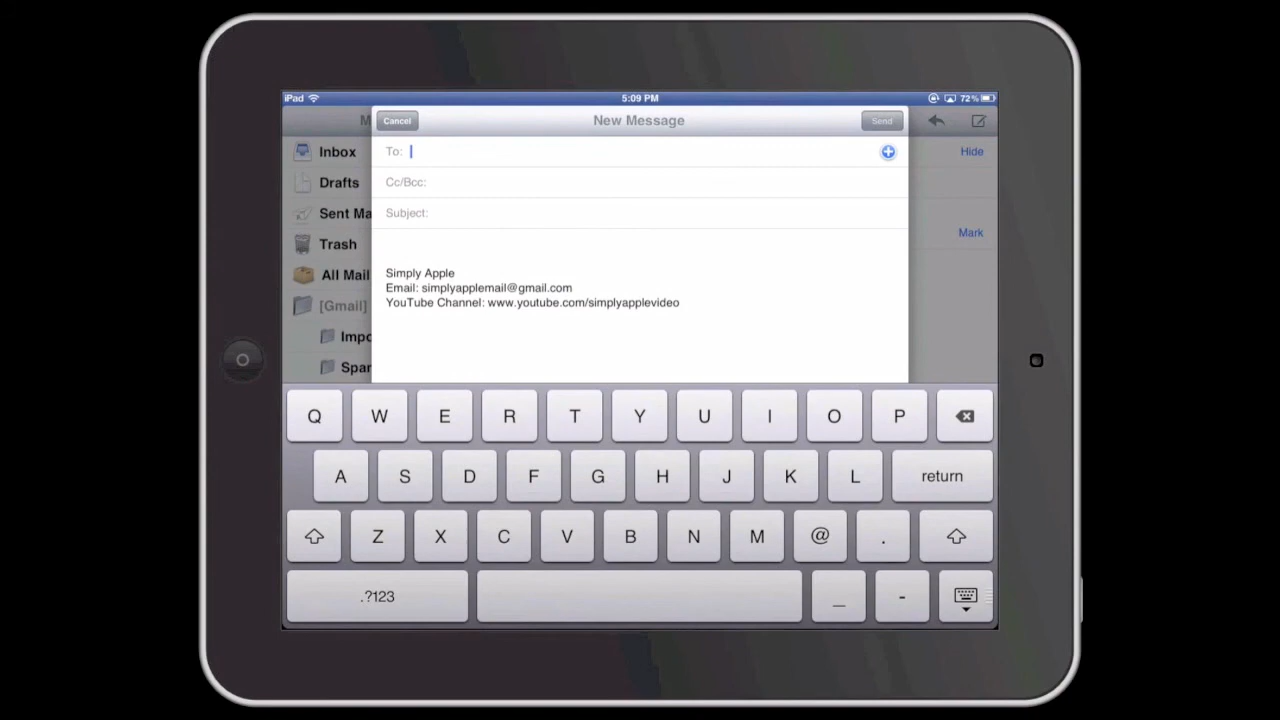 iPad 5:09 PM 72%
M
Cancel New Message Send
Inbox To: Hide
Drafts Cc/Bcc:
Sent Ma Subject:
Trash Mark
All Mail Simply Apple
Email: simplyapplemail@gmail.com
[Gmail] YouTube Channel: www.youtube.com/simplyapplevideo
Impo
Spar
Q W E R T Y U I O P
A S D F G H J K L return
Z X C V B N M @ .
.?123 _ -